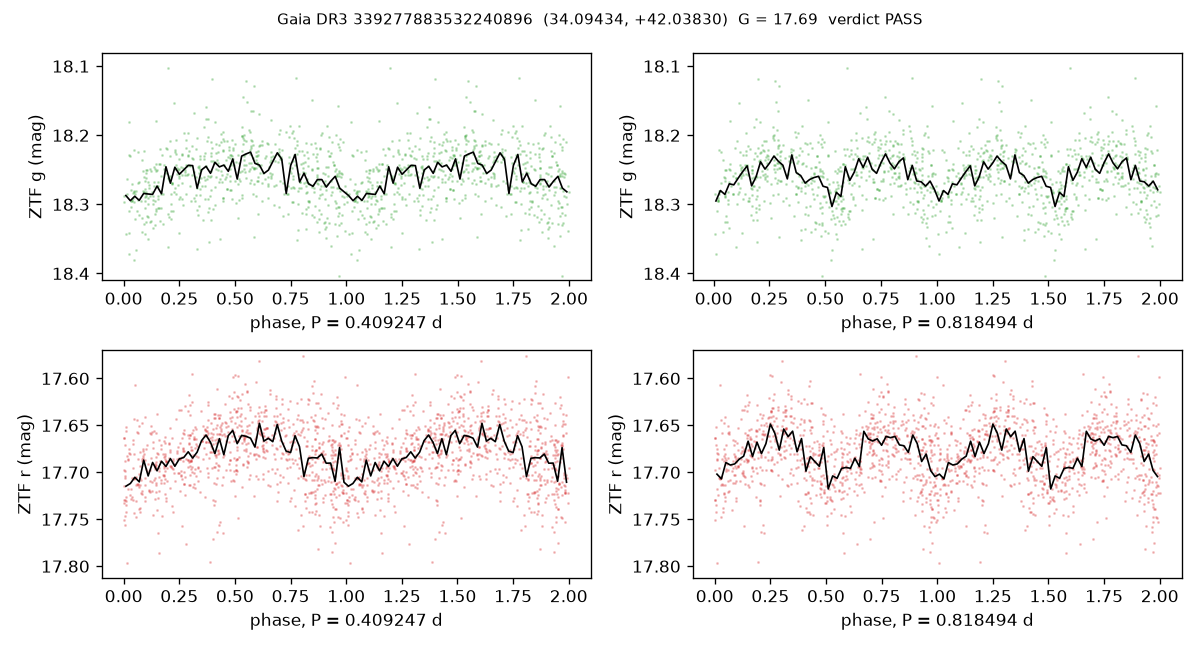 Gaia DR3 339277883532240896 (34.09434, +42.03830) G = 17.69 verdict PASS
18.1
18.2
18.3
18.4
ZTF g (mag)
0.00 0.25 0.50 0.75 1.00 1.25 1.50 1.75 2.00
phase, P = 0.409247 d
18.1
18.2
18.3
18.4
ZTF g (mag)
0.00 0.25 0.50 0.75 1.00 1.25 1.50 1.75 2.00
phase, P = 0.818494 d
17.60
17.65
17.70
17.75
17.80
ZTF r (mag)
0.00 0.25 0.50 0.75 1.00 1.25 1.50 1.75 2.00
phase, P = 0.409247 d
17.60
17.65
17.70
17.75
17.80
ZTF r (mag)
0.00 0.25 0.50 0.75 1.00 1.25 1.50 1.75 2.00
phase, P = 0.818494 d